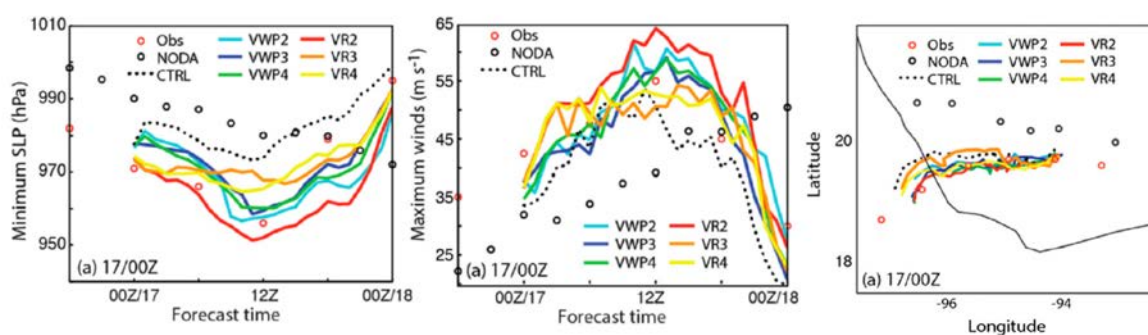 1010
990
970
950
Minimum SLP (hPa)
Obs
NODA
CTRL
VWP2
VWP3
VWP4
VR2
VR3
VR4
(a) 17/00Z
00Z/17
12Z
00Z/18
Forecast time
65
55
45
35
25
Maximum winds (m s⁻¹)
Obs
NODA
CTRL
VWP2
VWP3
VWP4
VR2
VR3
VR4
(a) 17/00Z
00Z/17
12Z
00Z/18
Forecast time
Latitude
20
18
Obs
NODA
CTRL
VWP2
VWP3
VWP4
VR2
VR3
VR4
(a) 17/00Z
-96
-94
Longitude